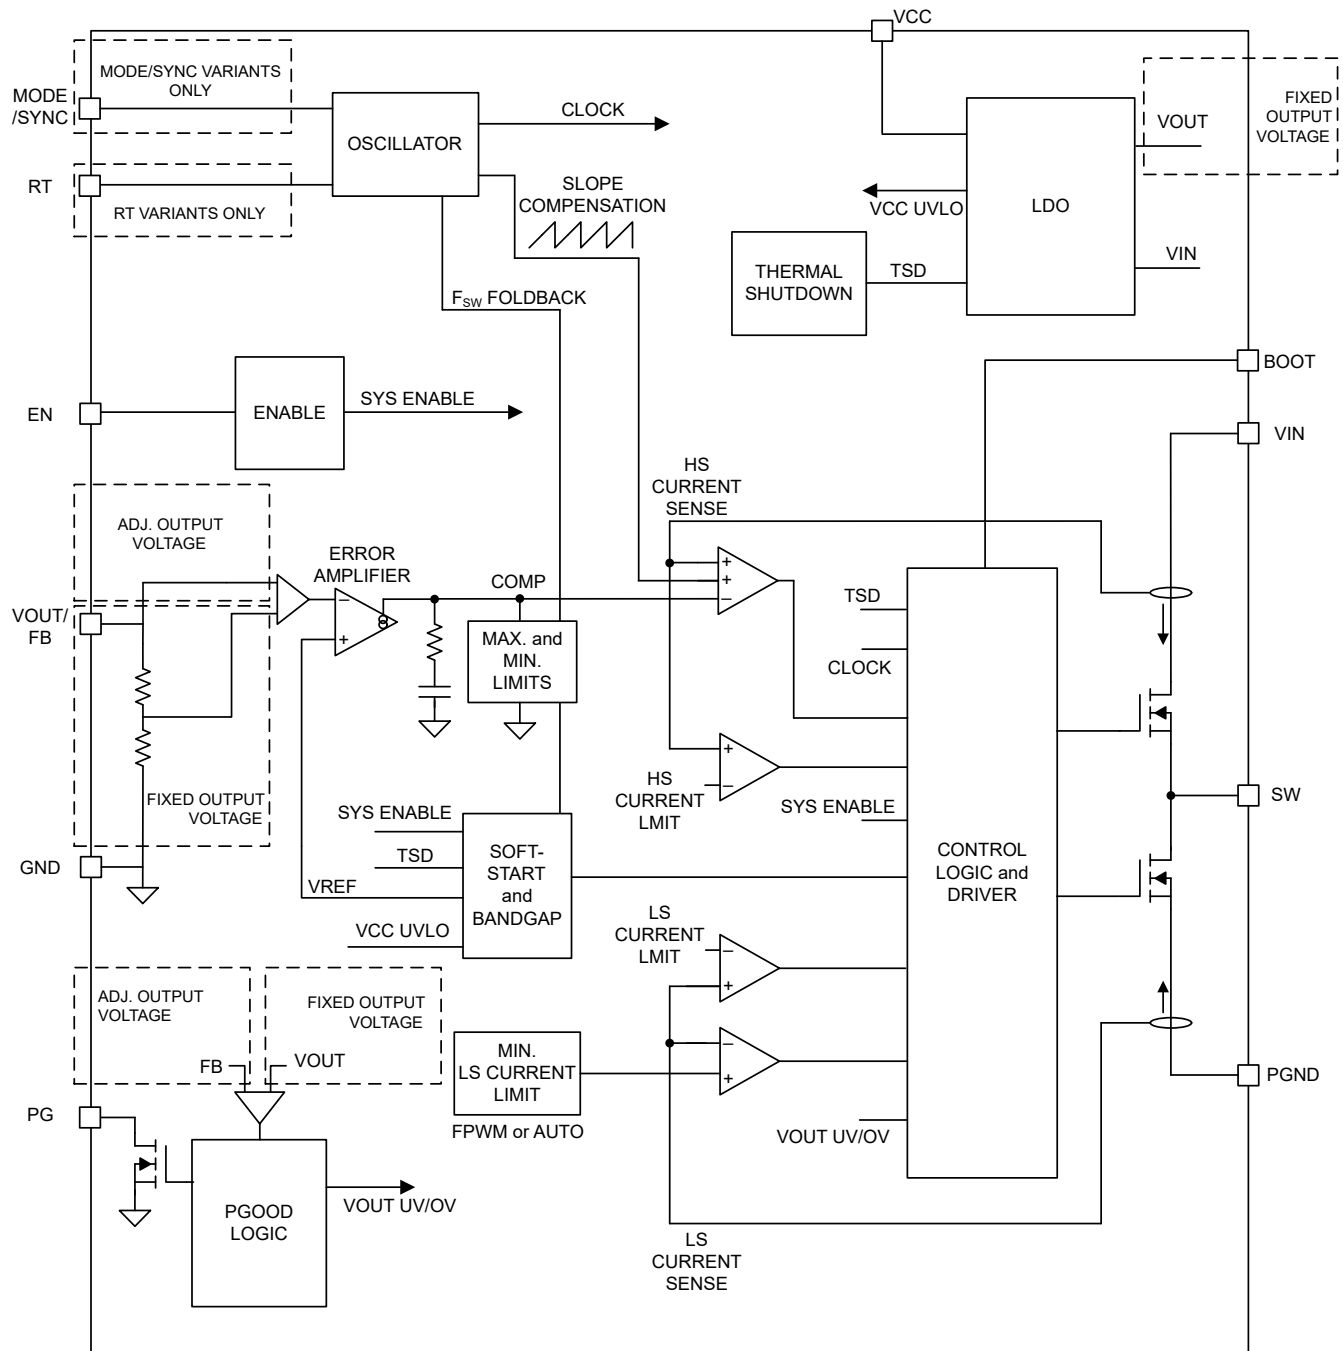 VCC
MODE/SYNC VARIANTS
ONLY
MODE
/SYNC
OSCILLATOR
CLOCK
FIXED
OUTPUT
VOLTAGE
VOUT
RT
RT VARIANTS ONLY
SLOPE
COMPENSATION
VCC UVLO
LDO
VIN
THERMAL
SHUTDOWN
TSD
FSW FOLDBACK
BOOT
EN
ENABLE
SYS ENABLE
VIN
HS
CURRENT
SENSE
ADJ. OUTPUT
VOLTAGE
ERROR
AMPLIFIER
COMP
VOUT/
FB
−
+
+
+
−
MAX. and
MIN.
LIMITS
TSD
CLOCK
+
−
HS
CURRENT
LMIT
SYS ENABLE
SW
FIXED OUTPUT
VOLTAGE
GND
SYS ENABLE
TSD
VREF
VCC UVLO
SOFT-
START
and
BANDGAP
CONTROL
LOGIC and
DRIVER
LS
CURRENT
LMIT
−
+
ADJ. OUTPUT
VOLTAGE
FIXED OUTPUT
VOLTAGE
FB
VOUT
MIN.
LS CURRENT
LIMIT
FPWM or AUTO
−
+
PGND
PG
VOUT UV/OV
PGOOD
LOGIC
VOUT UV/OV
LS
CURRENT
SENSE